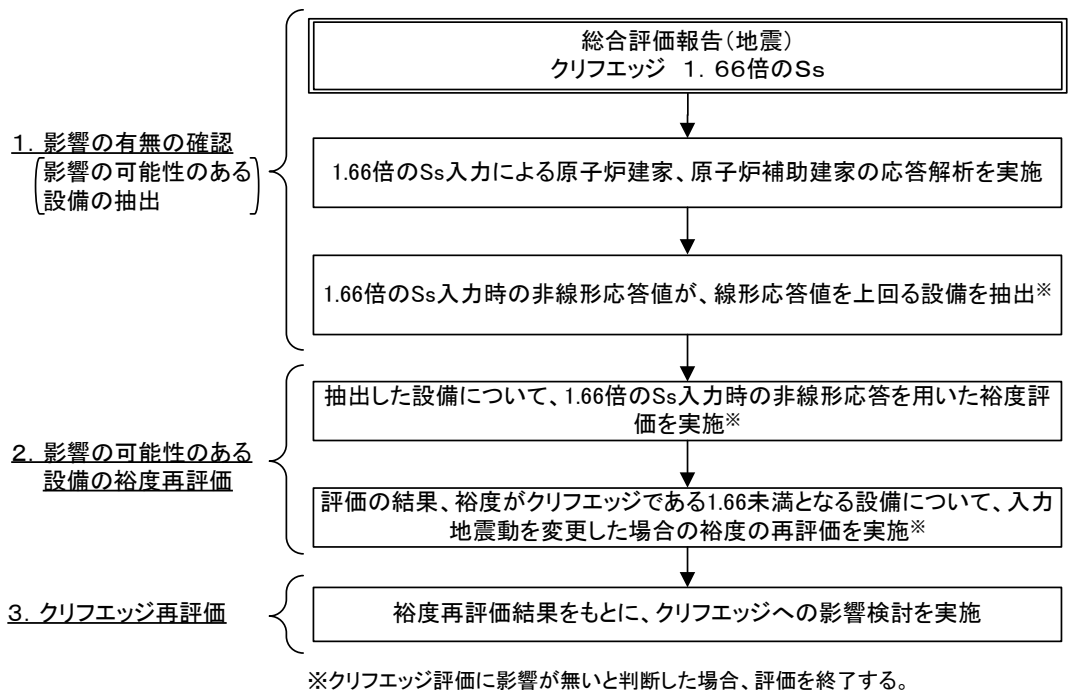 総合評価報告(地震)
クリフエッジ 1．66倍のSs
1．影響の有無の確認
影響の可能性のある
設備の抽出
1.66倍のSs入力による原子炉建家、原子炉補助建家の応答解析を実施
1.66倍のSs入力時の非線形応答値が、線形応答値を上回る設備を抽出※
2．影響の可能性のある
設備の裕度再評価
抽出した設備について、1.66倍のSs入力時の非線形応答を用いた裕度評
価を実施※
評価の結果、裕度がクリフエッジである1.66未満となる設備について、入力
地震動を変更した場合の裕度の再評価を実施※
3．クリフエッジ再評価
裕度再評価結果をもとに、クリフエッジへの影響検討を実施
※クリフエッジ評価に影響が無いと判断した場合、評価を終了する。